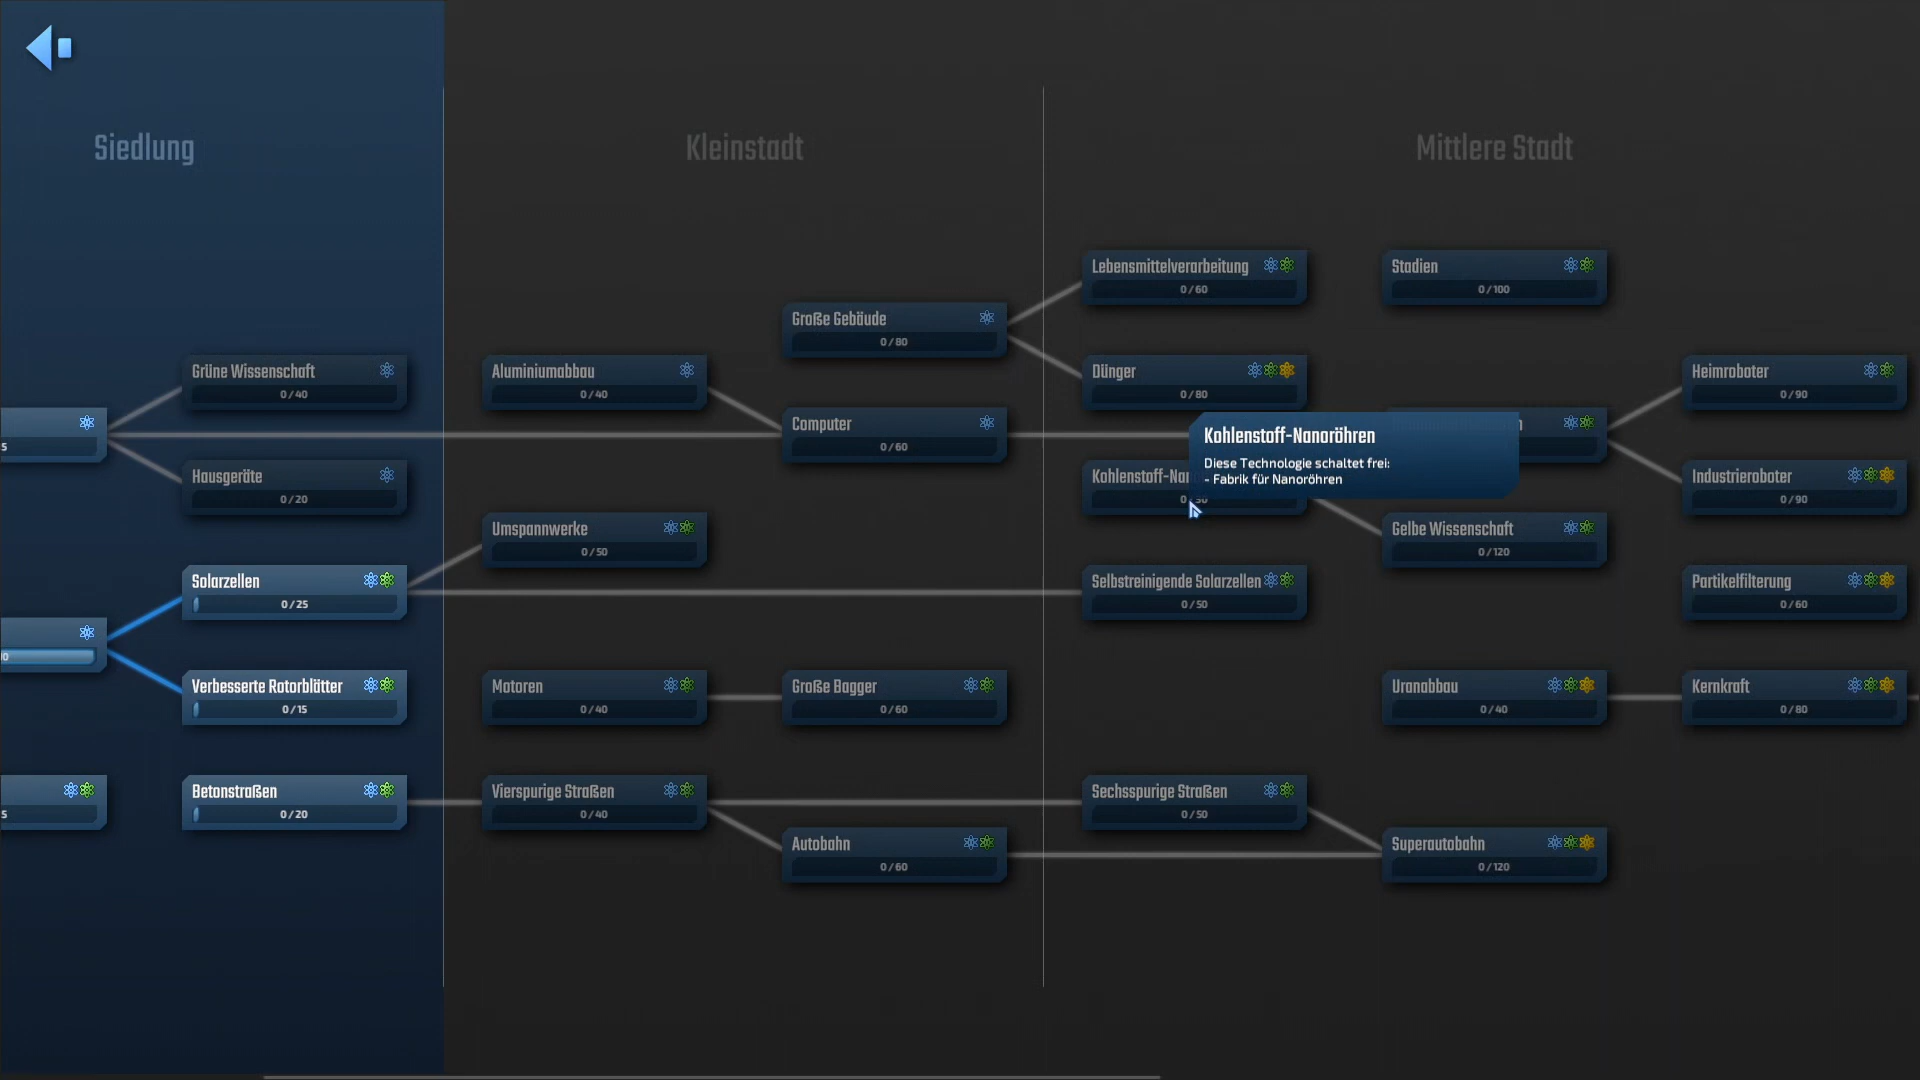 Siedlung
Kleinstadt
Mittlere Stadt
Lebensmittelverarbeitung
0/60
Stadien
0/100
Große Gebäude
0/80
Grüne Wissenschaft
0/40
Aluminiumabbau
0/40
Dünger
0/80
Heimroboter
0/90
5
Computer
0/60
Kohlenstoff-Nanoröhren
Diese Technologie schaltet frei:
- Fabrik für Nanoröhren
Hausgeräte
0/20
Kohlenstoff-Nan
Industrieroboter
0/90
Umspannwerke
0/50
Gelbe Wissenschaft
0/120
Solarzellen
0/25
Selbstreinigende Solarzellen
0/50
Partikelfilterung
0/60
Verbesserte Rotorblätter
0/15
Motoren
0/40
Große Bagger
0/60
Uranabbau
0/40
Kernkraft
0/80
5
Betonstraßen
0/20
Vierspurige Straßen
0/40
Sechsspurige Straßen
0/50
Autobahn
0/60
Superautobahn
0/120